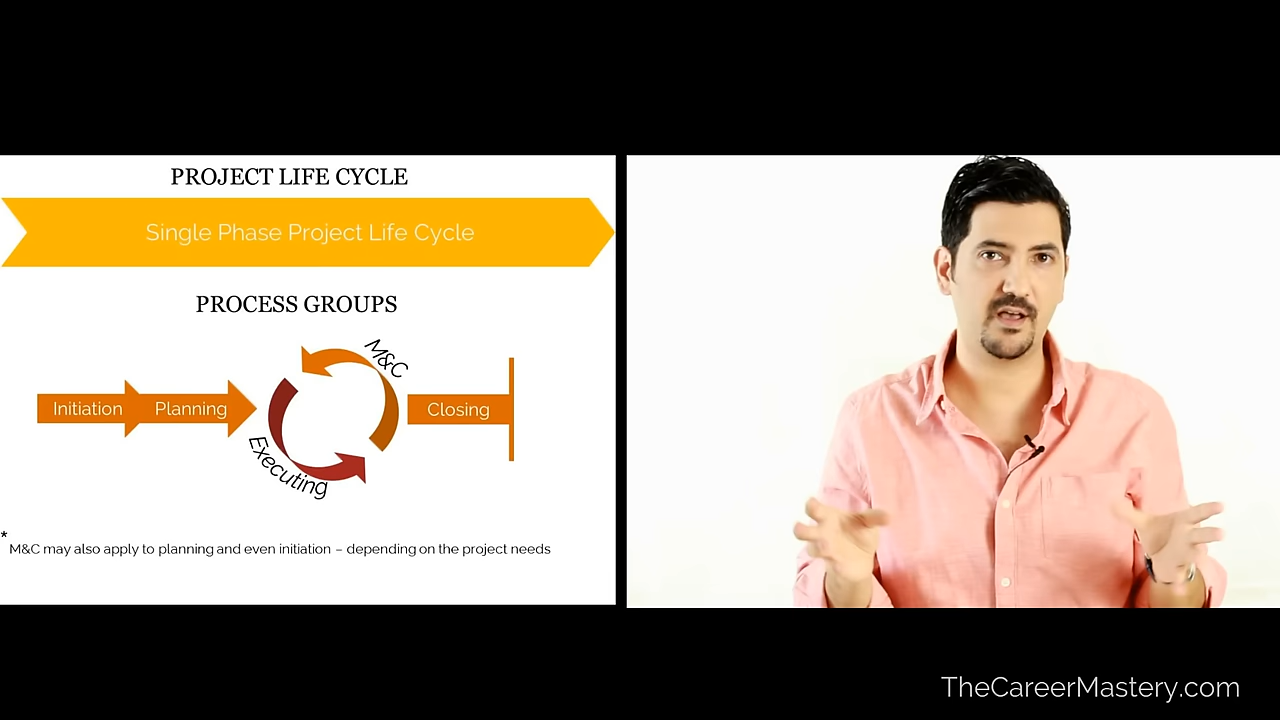 PROJECT LIFE CYCLE
Single Phase Project Life Cycle
PROCESS GROUPS
M&C
Initiation
Planning
Closing
Executing
*
M&C may also apply to planning and even initiation – depending on the project needs
TheCareerMastery.com